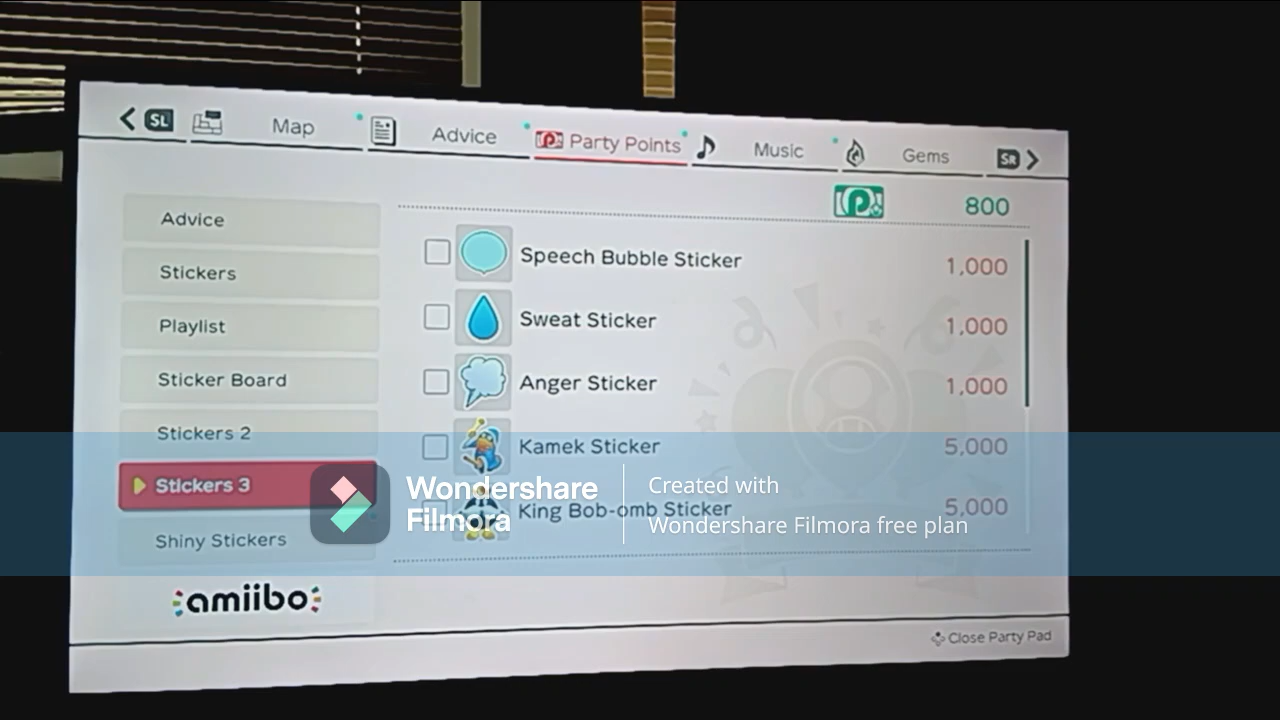 SL Map Advice Party Points Music Gems SR
800
Advice
Stickers
Playlist
Sticker Board
Stickers 2
Stickers 3
Shiny Stickers
amiibo
Speech Bubble Sticker 1,000
Sweat Sticker 1,000
Anger Sticker 1,000
Kamek Sticker 5,000
King Bob-omb Sticker 5,000
Close Party Pad
Wondershare
Filmora
Created with
Wondershare Filmora free plan